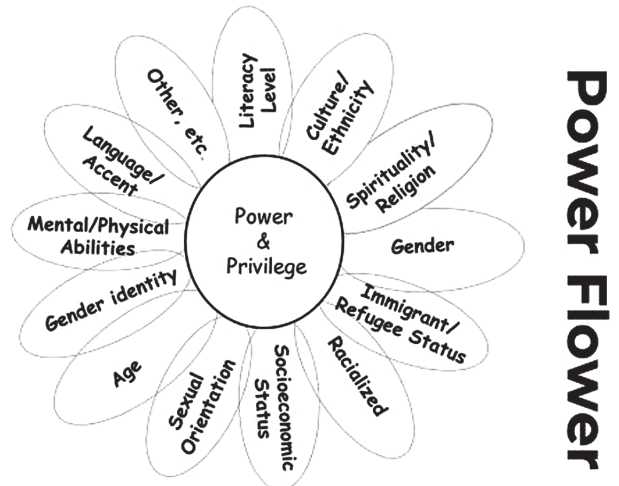 Power Flower
Power
&
Privilege
Literacy
Level
Culture/
Ethnicity
Spirituality/
Religion
Gender
Immigrant/
Refugee Status
Racialized
Socioeconomic
Status
Sexual
Orientation
Age
Gender identity
Mental/Physical
Abilities
Language/
Accent
Other, etc.